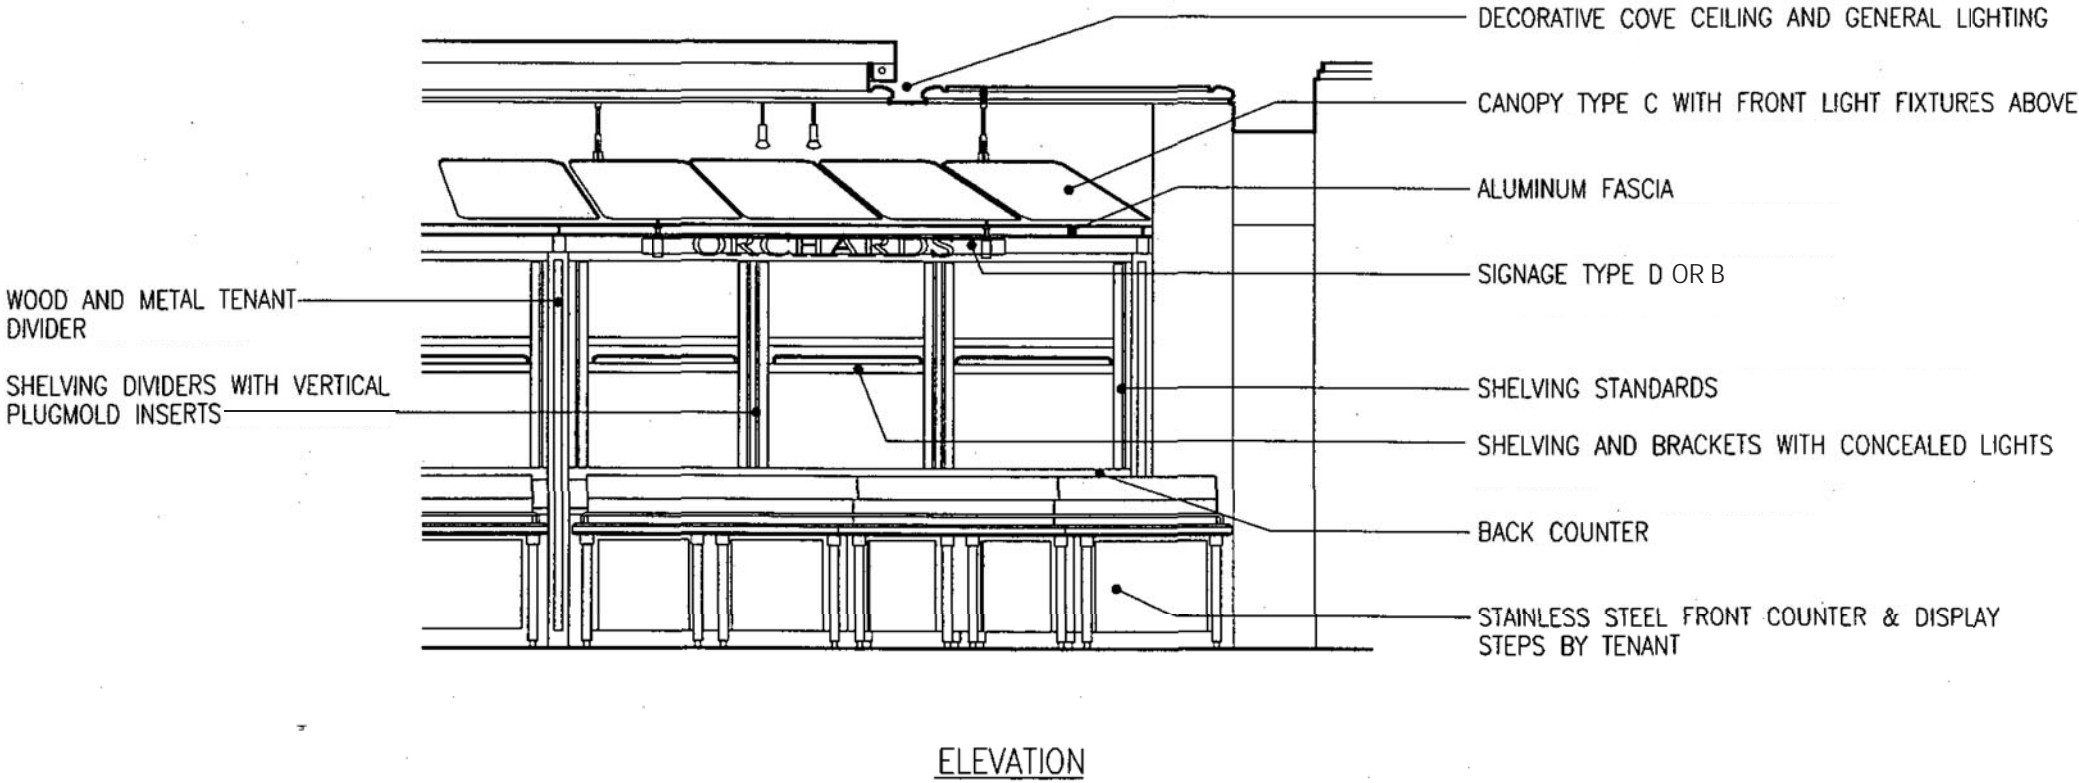 DECORATIVE COVE CEILING AND GENERAL LIGHTING
CANOPY TYPE C WITH FRONT LIGHT FIXTURES ABOVE
ALUMINUM FASCIA
ORCHARDS
SIGNAGE TYPE D OR B
WOOD AND METAL TENANT
DIVIDER
SHELVING DIVIDERS WITH VERTICAL
PLUGMOLD INSERTS
SHELVING STANDARDS
SHELVING AND BRACKETS WITH CONCEALED LIGHTS
BACK COUNTER
STAINLESS STEEL FRONT COUNTER & DISPLAY
STEPS BY TENANT
ELEVATION